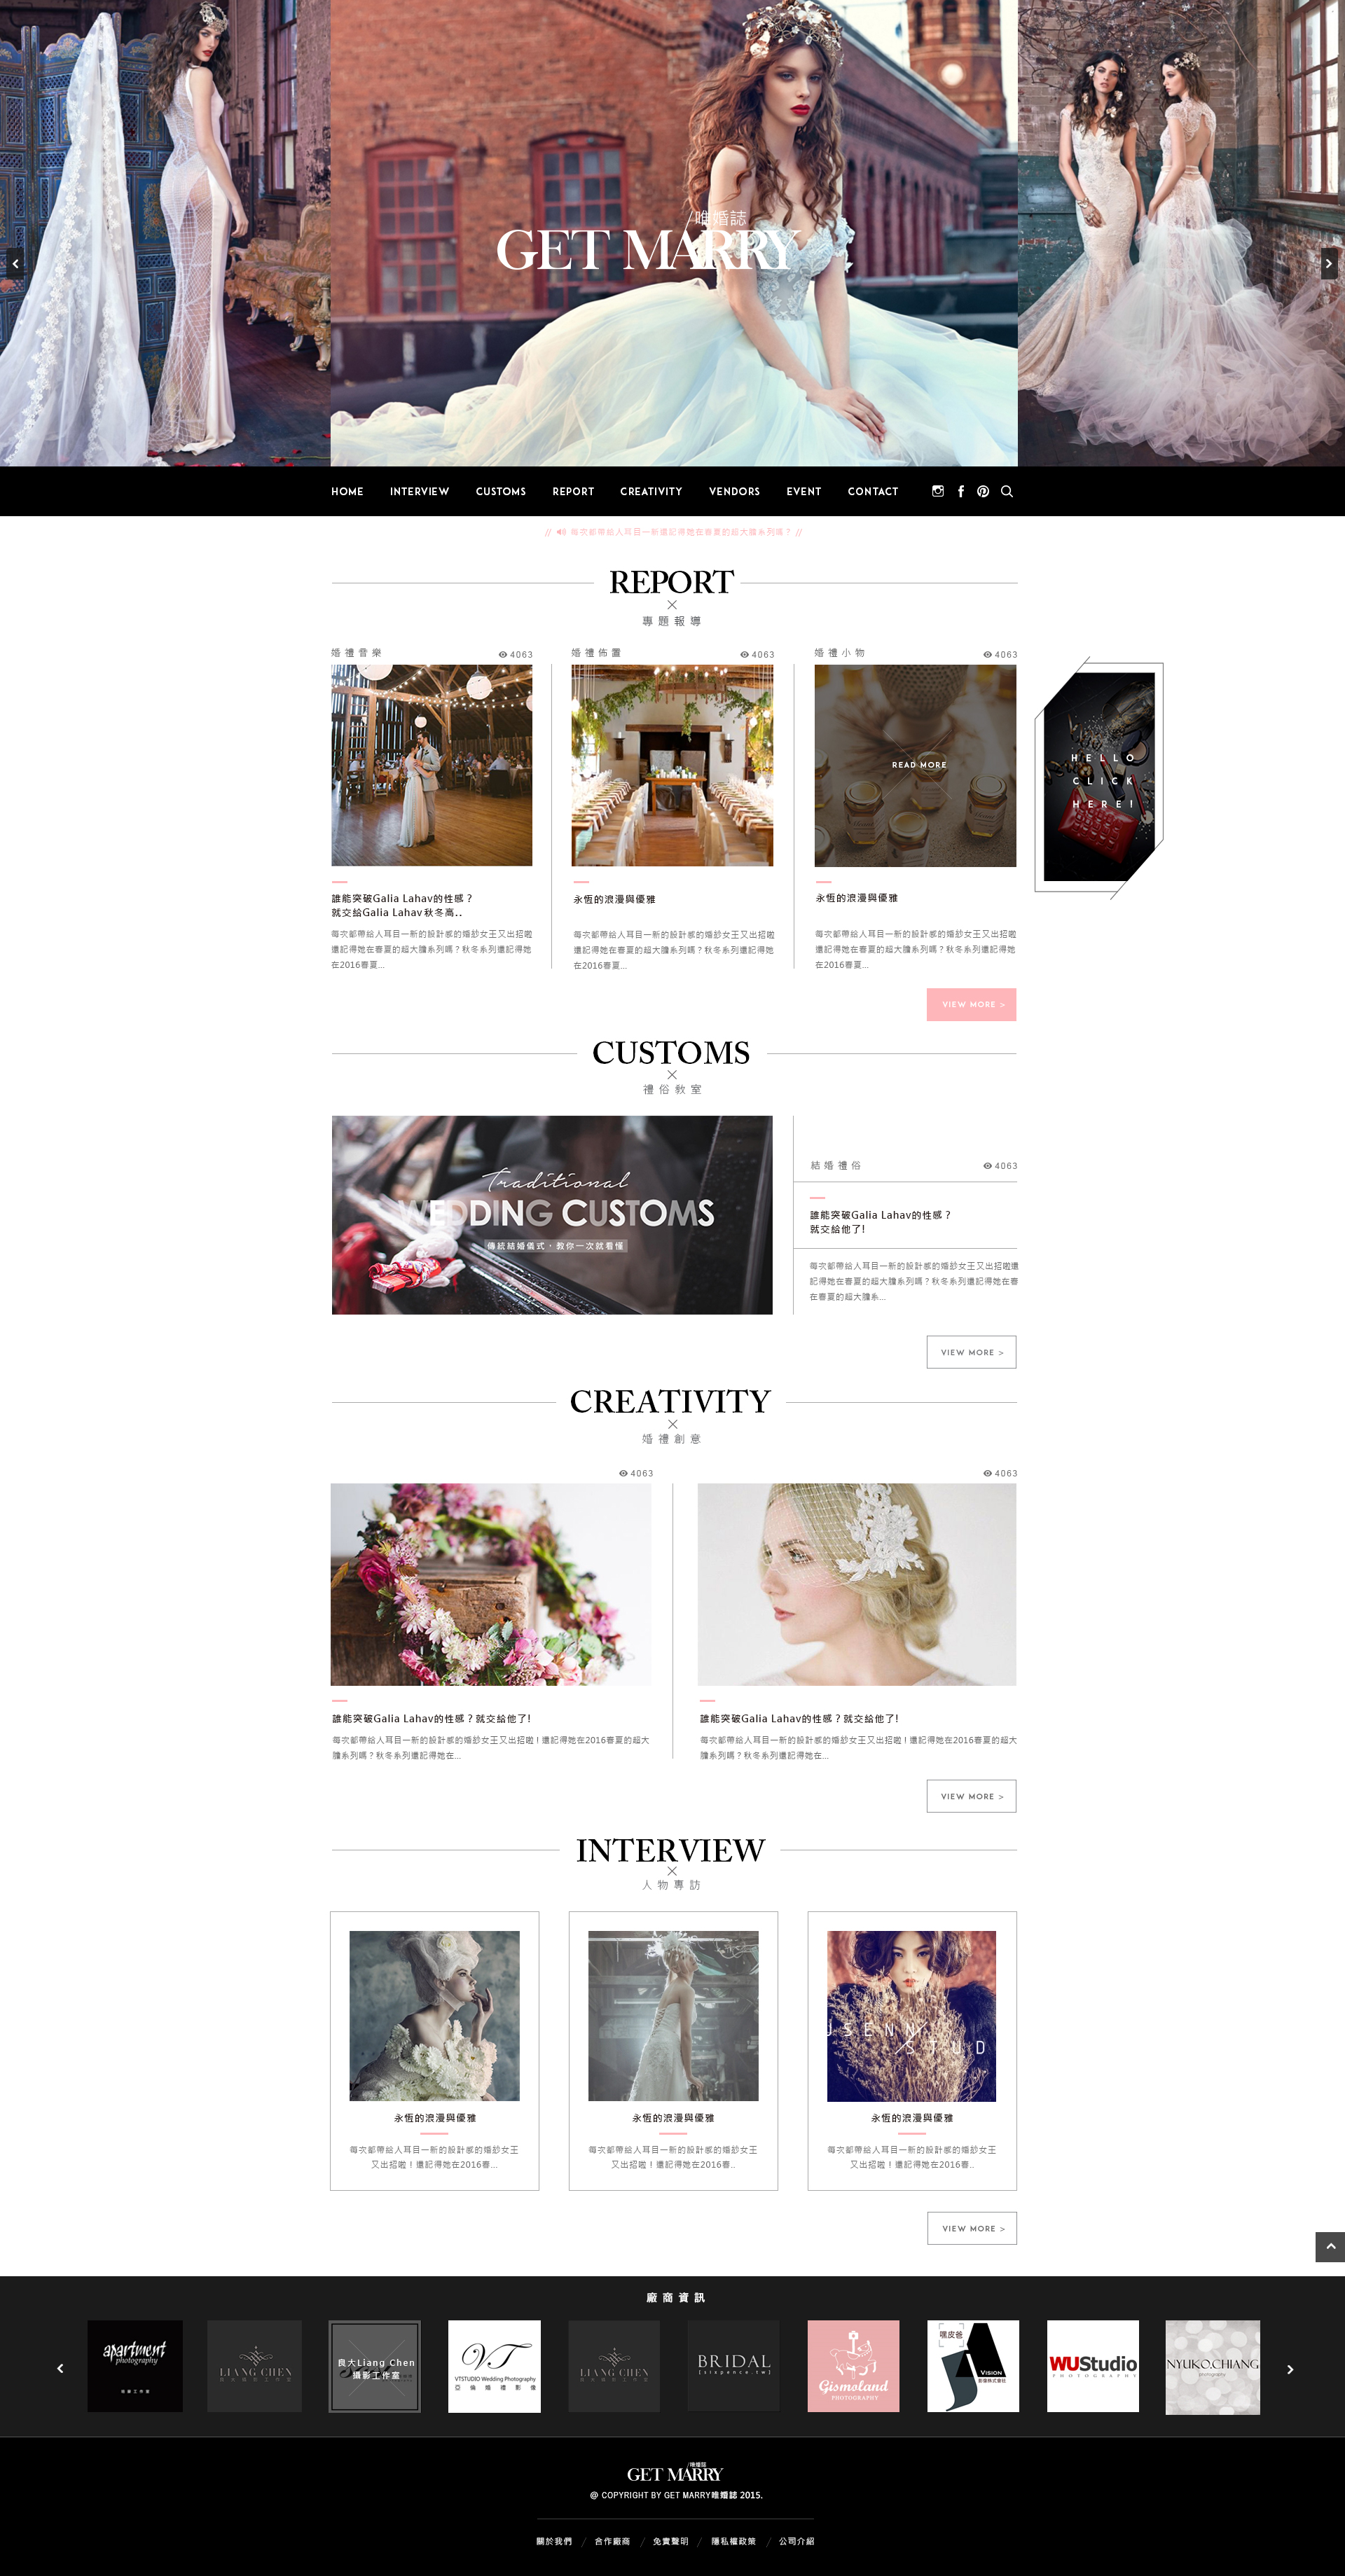 /唯婚誌
GET MARRY
HOME INTERVIEW CUSTOMS REPORT CREATIVITY VENDORS EVENT CONTACT
// 每次都帶給人耳目一新還記得她在春夏的超大膽系列嗎？ //
REPORT
專題報導
婚禮音樂 4063
婚禮佈置 4063
婚禮小物 4063
READ MORE
HELLO
CLICK
HERE!
誰能突破Galia Lahav的性感？
就交給Galia Lahav 秋冬高..
每次都帶給人耳目一新的設計感的婚紗女王又出招啦
還記得她在春夏的超大膽系列嗎？秋冬系列還記得她
在2016春夏...
永恆的浪漫與優雅
每次都帶給人耳目一新的設計感的婚紗女王又出招啦
還記得她在春夏的超大膽系列嗎？秋冬系列還記得她
在2016春夏...
永恆的浪漫與優雅
每次都帶給人耳目一新的設計感的婚紗女王又出招啦
還記得她在春夏的超大膽系列嗎？秋冬系列還記得她
在2016春夏...
VIEW MORE >
CUSTOMS
禮俗教室
Traditional
WEDDING CUSTOMS
傳統結婚儀式，教你一次就看懂
結婚禮俗 4063
誰能突破Galia Lahav的性感？
就交給他了!
每次都帶給人耳目一新的設計感的婚紗女王又出招啦還
記得她在春夏的超大膽系列嗎？秋冬系列還記得她在春
在春夏的超大膽系...
VIEW MORE >
CREATIVITY
婚禮創意
4063
4063
誰能突破Galia Lahav的性感？就交給他了!
每次都帶給人耳目一新的設計感的婚紗女王又出招啦！還記得她在2016春夏的超大
膽系列嗎？秋冬系列還記得她在...
誰能突破Galia Lahav的性感？就交給他了!
每次都帶給人耳目一新的設計感的婚紗女王又出招啦！還記得她在2016春夏的超大
膽系列嗎？秋冬系列還記得她在...
VIEW MORE >
INTERVIEW
人物專訪
JSENN
STUD
永恆的浪漫與優雅
每次都帶給人耳目一新的設計感的婚紗女王
又出招啦！還記得她在2016春...
永恆的浪漫與優雅
每次都帶給人耳目一新的設計感的婚紗女王
又出招啦！還記得她在2016春..
永恆的浪漫與優雅
每次都帶給人耳目一新的設計感的婚紗女王
又出招啦！還記得她在2016春..
VIEW MORE >
廠商資訊
apartment
photography
LIANG CHEN
良大Liang Chen
攝影工作室
VT
VTSTUDIO Wedding Photography
亞倫婚禮影像
LIANG CHEN
BRIDAL
[sixpence.tw]
Gismoland
PHOTOGRAPHY
嘿皮爸
VISION
WUStudio
PHOTOGRAPHY
NYUKO.CHIANG
photography
/唯婚誌
GET MARRY
@ COPYRIGHT BY GET MARRY唯婚誌 2015.
關於我們 / 合作廠商 / 免責聲明 / 隱私權政策 / 公司介紹